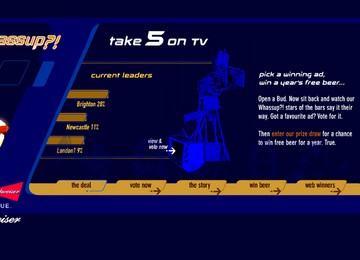 assup?!
take 5 on TV
current leaders
Brighton 28%
Newcastle 11%
London? 9%
view &
vote now
pick a winning ad,
win a year's free beer...
Open a Bud. Now sit back and watch our
Whassup?! stars of the bars say it their
way. Got a favourite ad? Vote for it.
Then enter our prize draw for a chance
to win free beer for a year. True.
the deal
vote now
the story
win beer
web winners
UE.
eiser